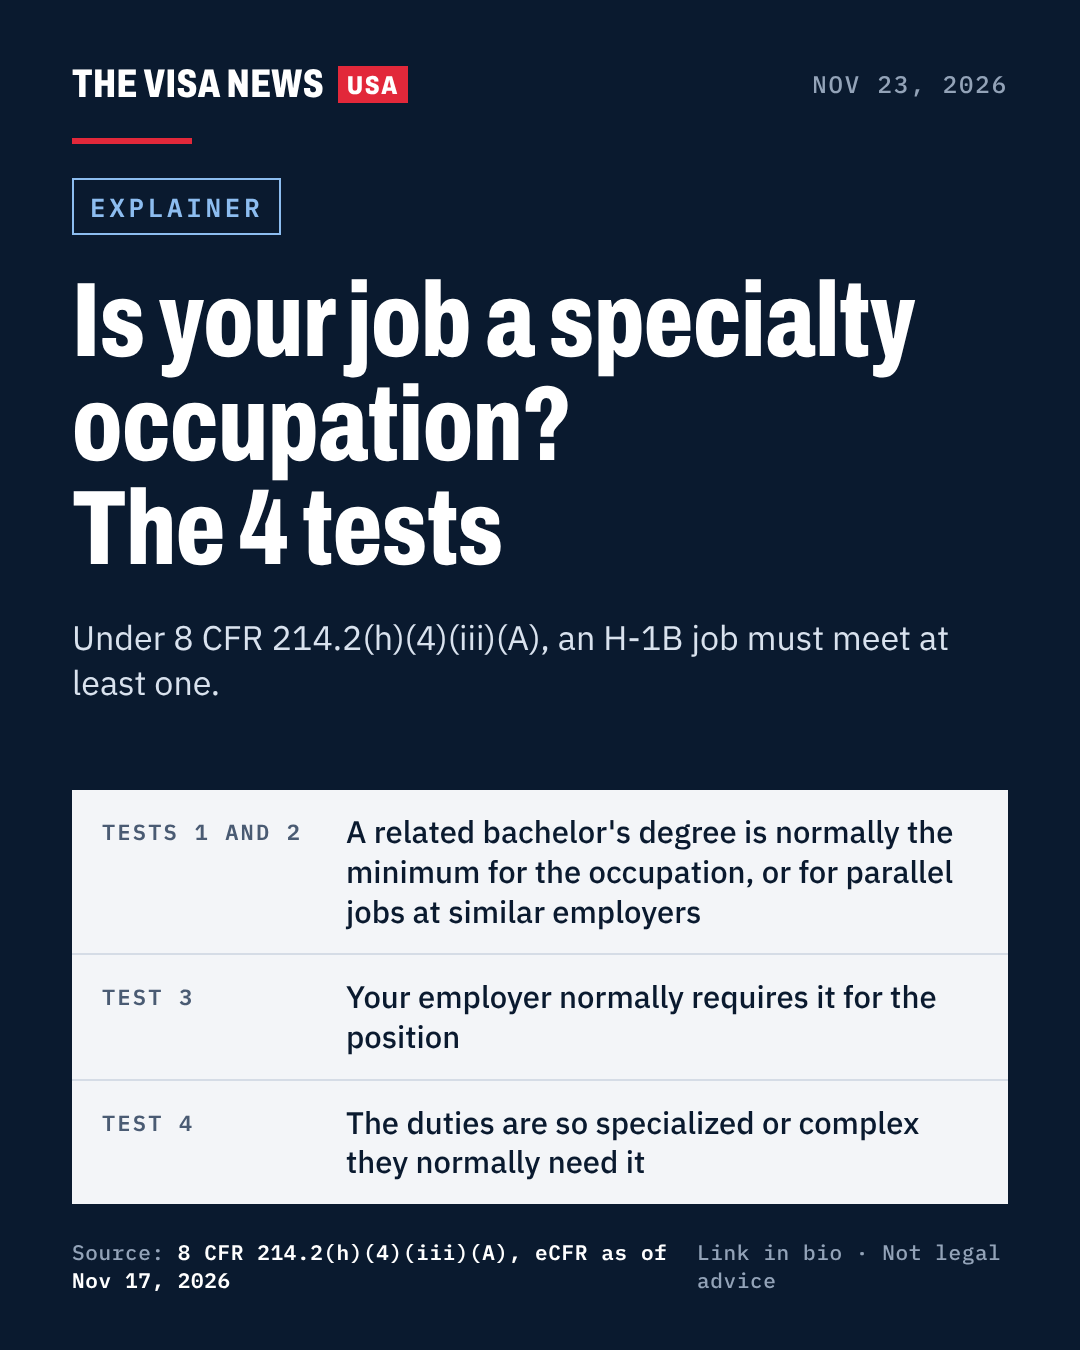 THE VISA NEWS USA
NOV 23, 2026
EXPLAINER
Is your job a specialty
occupation?
The 4 tests
Under 8 CFR 214.2(h)(4)(iii)(A), an H-1B job must meet at
least one.
TESTS 1 AND 2
A related bachelor's degree is normally the
minimum for the occupation, or for parallel
jobs at similar employers
TEST 3
Your employer normally requires it for the
position
TEST 4
The duties are so specialized or complex
they normally need it
Source: 8 CFR 214.2(h)(4)(iii)(A), eCFR as of
Nov 17, 2026
Link in bio · Not legal
advice